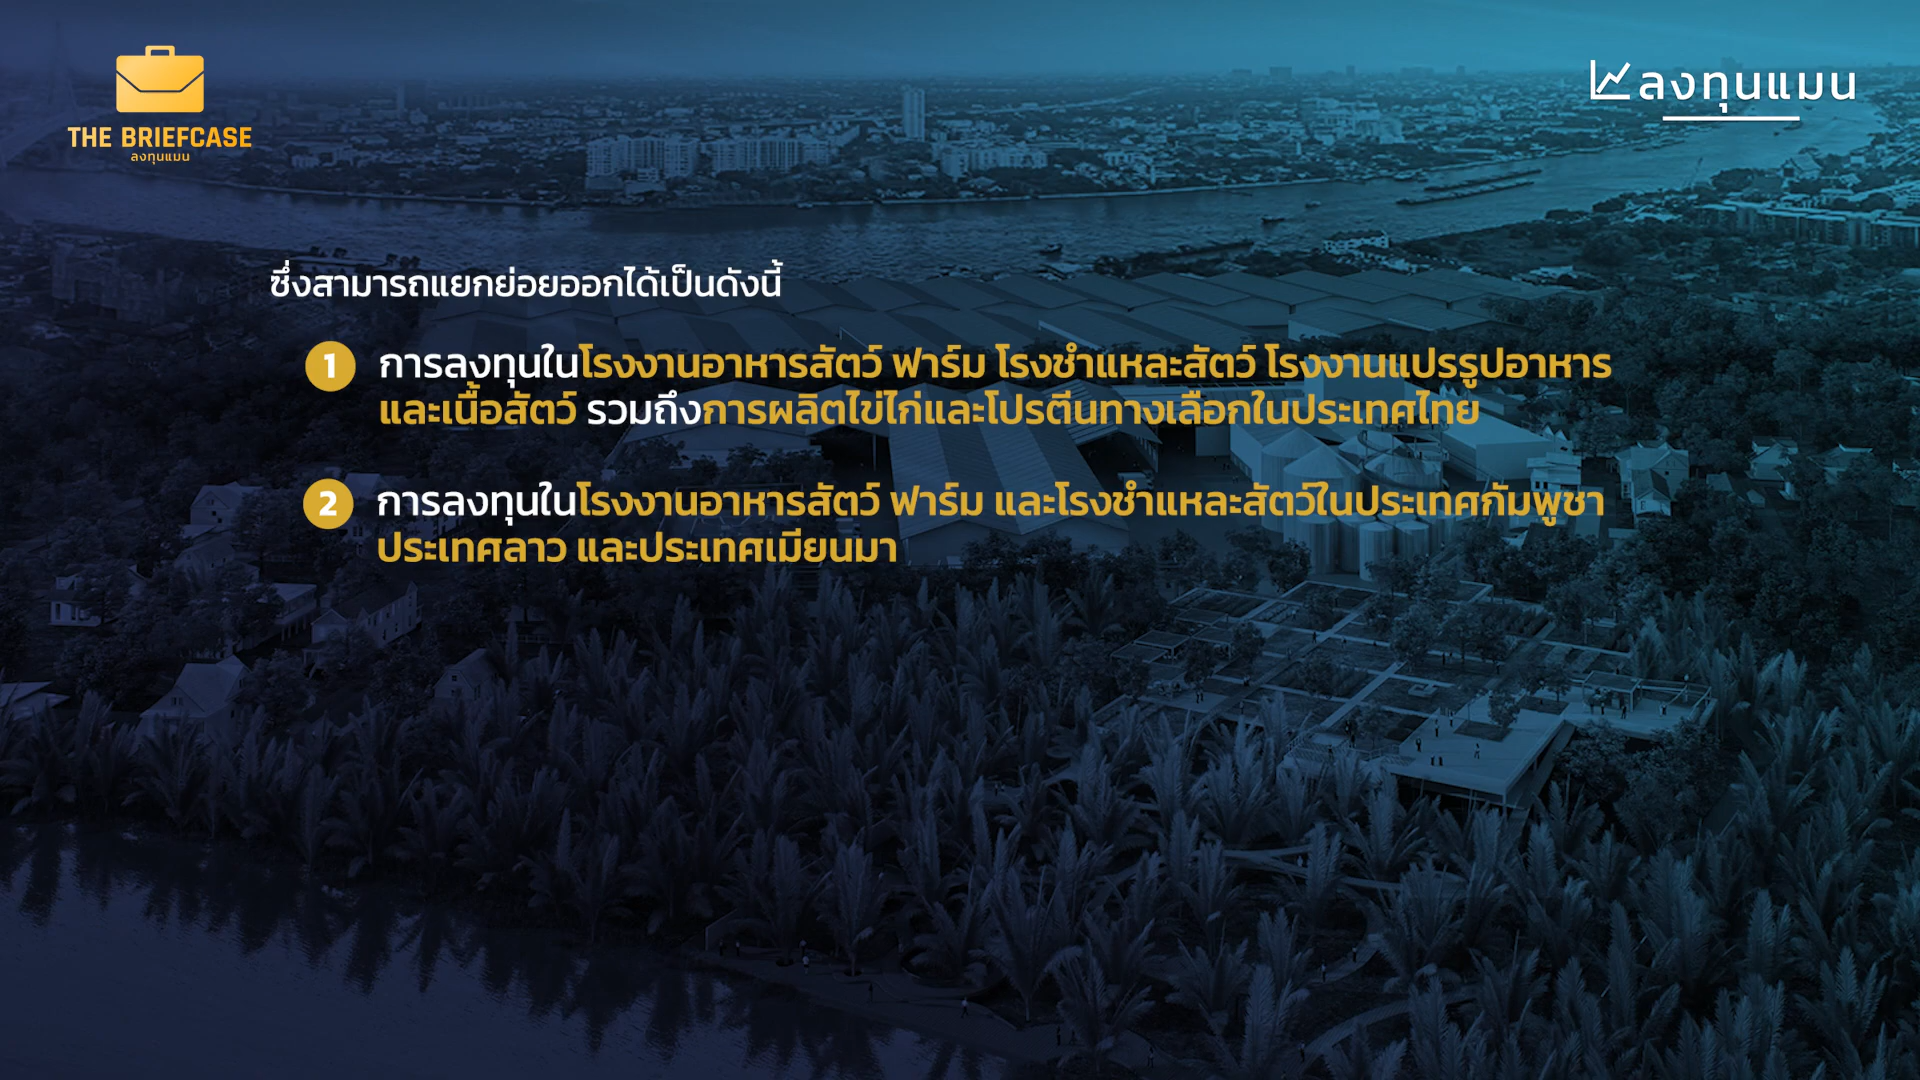 THE BRIEFCASE
ลงทุนแมน
ลงทุนแมน
ซึ่งสามารถแยกย่อยออกได้เป็นดังนี้
1 การลงทุนในโรงงานอาหารสัตว์ ฟาร์ม โรงชำแหละสัตว์ โรงงานแปรรูปอาหาร
และเนื้อสัตว์ รวมถึงการผลิตไข่ไก่และโปรตีนทางเลือกในประเทศไทย
2 การลงทุนในโรงงานอาหารสัตว์ ฟาร์ม และโรงชำแหละสัตว์ในประเทศกัมพูชา
ประเทศลาว และประเทศเมียนมา